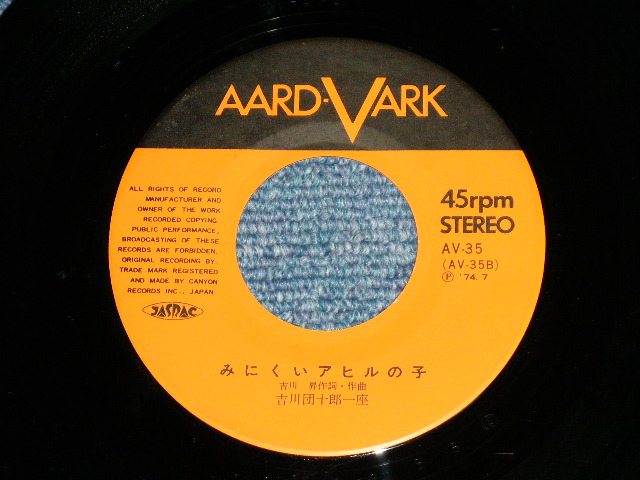 AARD-VARK
ALL RIGHTS OF RECORD
MANUFACTURER AND
OWNER OF THE WORK
RECORDED COPYING,
PUBLIC PERFORMANCE,
BROADCASTING OF THESE
RECORDS ARE FORBIDDEN.
ORIGINAL RECORDING BY.
TRADE MARK REGISTERED
AND MADE BY CANYON
RECORDS INC., JAPAN.
JASRAC
45rpm
STEREO
AV-35
(AV-35B)
Ⓟ '74. 7
みにくいアヒルの子
吉川 昇作詞・作曲
吉川団十郎一座